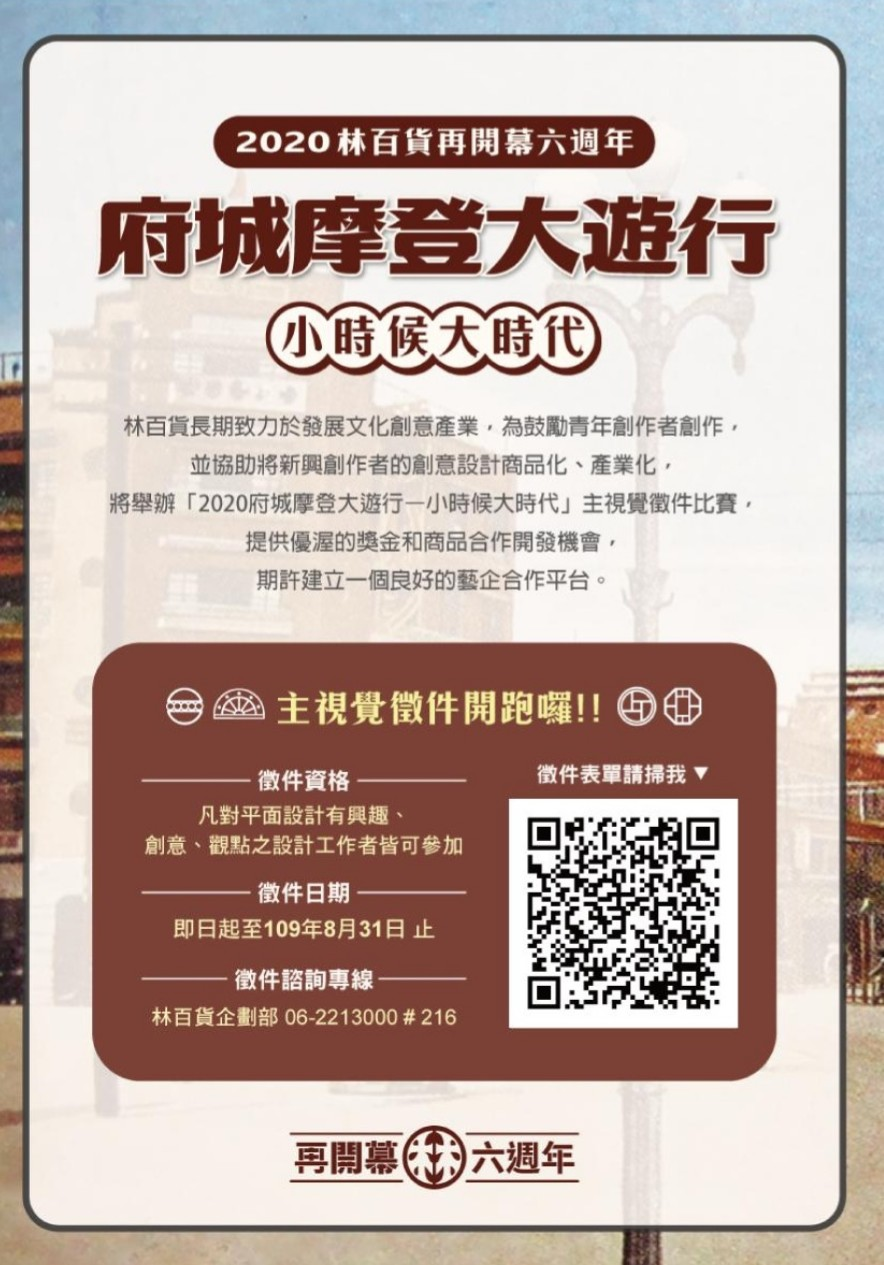 2020林百貨再開幕六週年
府城摩登大遊行
小時候大時代
林百貨長期致力於發展文化創意產業，為鼓勵青年創作者創作，
並協助將新興創作者的創意設計商品化、產業化，
將舉辦「2020府城摩登大遊行—小時候大時代」主視覺徵件比賽，
提供優渥的獎金和商品合作開發機會，
期許建立一個良好的藝企合作平台。
主視覺徵件開跑囉!!
徵件資格
凡對平面設計有興趣、
創意、觀點之設計工作者皆可參加
徵件日期
即日起至109年8月31日 止
徵件諮詢專線
林百貨企劃部 06-2213000 # 216
徵件表單請掃我▼
再開幕 六週年